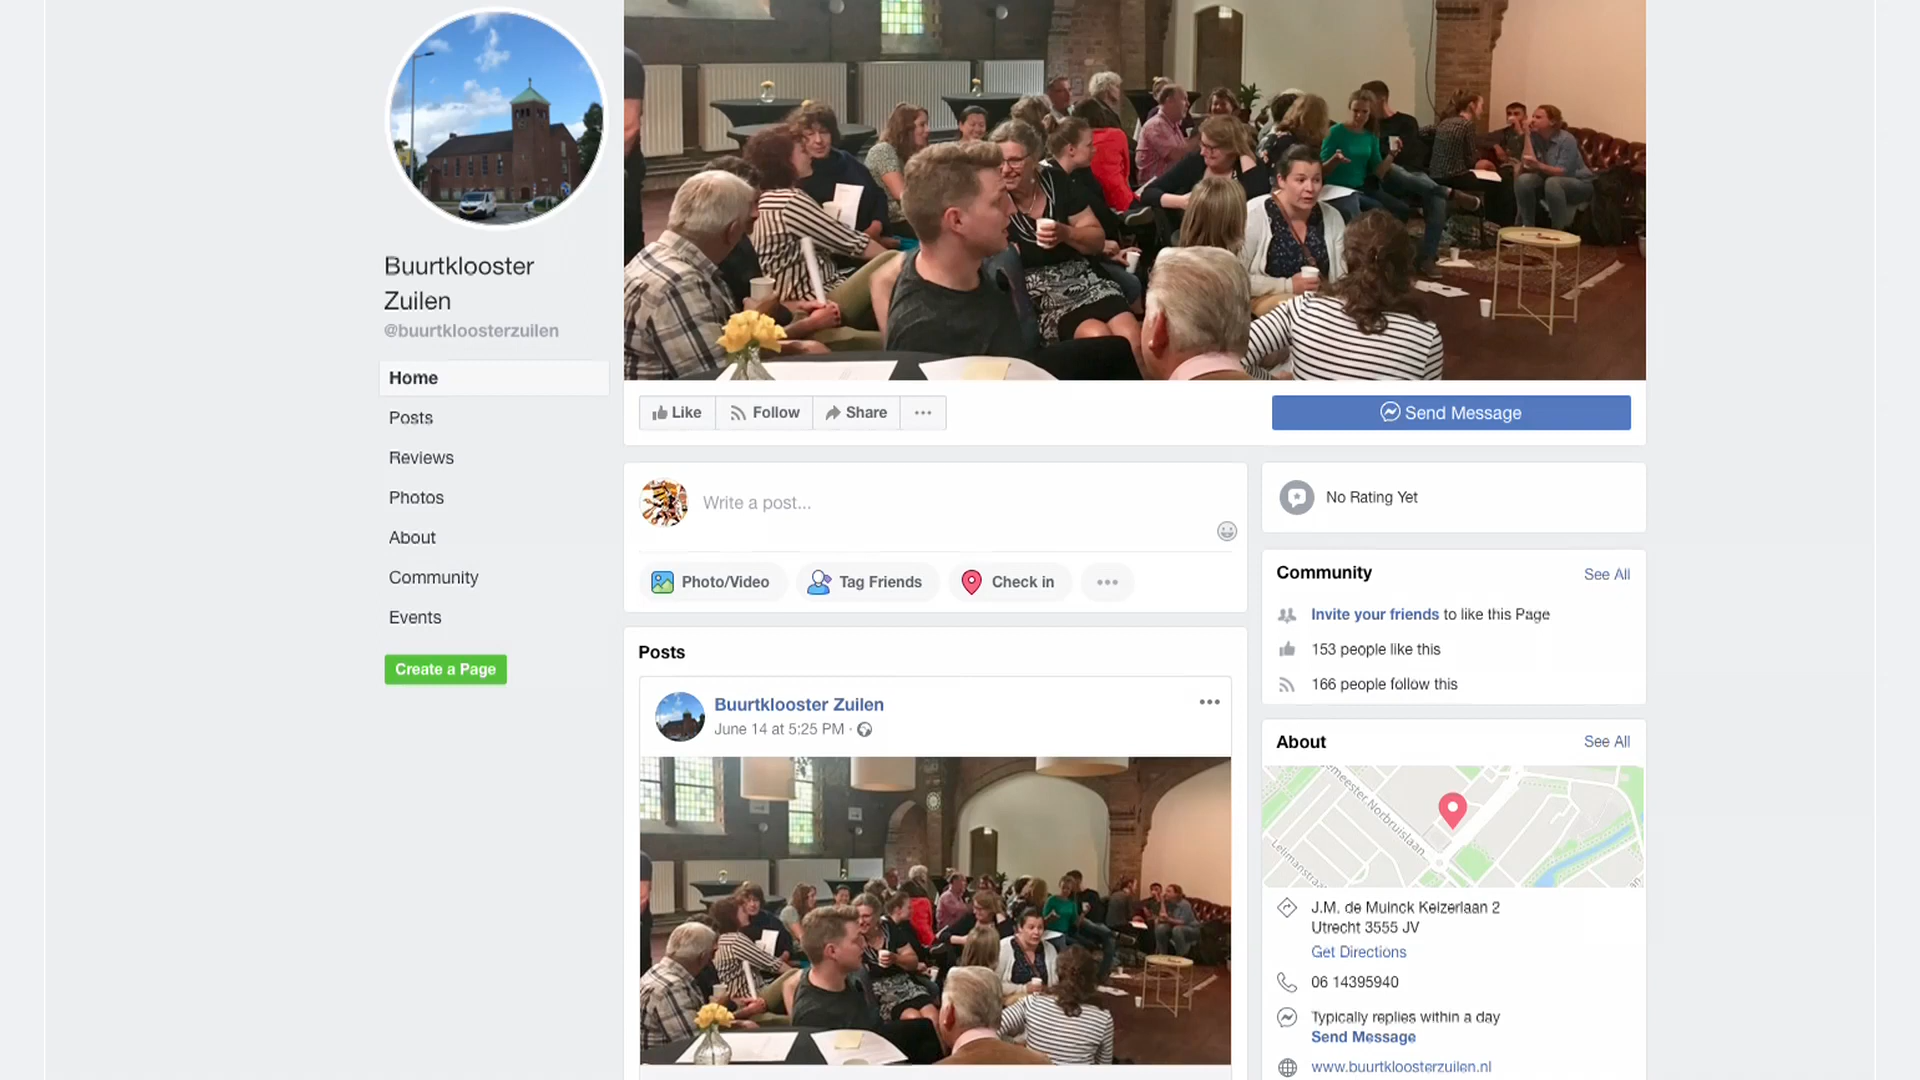 Buurtklooster
Zuilen
@buurtkloosterzuilen
Home
Posts
Reviews
Photos
About
Community
Events
Create a Page
Like
Follow
Share
Send Message
Write a post...
Photo/Video
Tag Friends
Check in
Posts
Buurtklooster Zuilen
June 14 at 5:25 PM ·
No Rating Yet
Community
See All
Invite your friends to like this Page
153 people like this
166 people follow this
About
See All
emeester Norbruislaan
Lelimanstraa
J.M. de Muinck Keizerlaan 2
Utrecht 3555 JV
Get Directions
06 14395940
Typically replies within a day
Send Message
www.buurtkloosterzuilen.nl